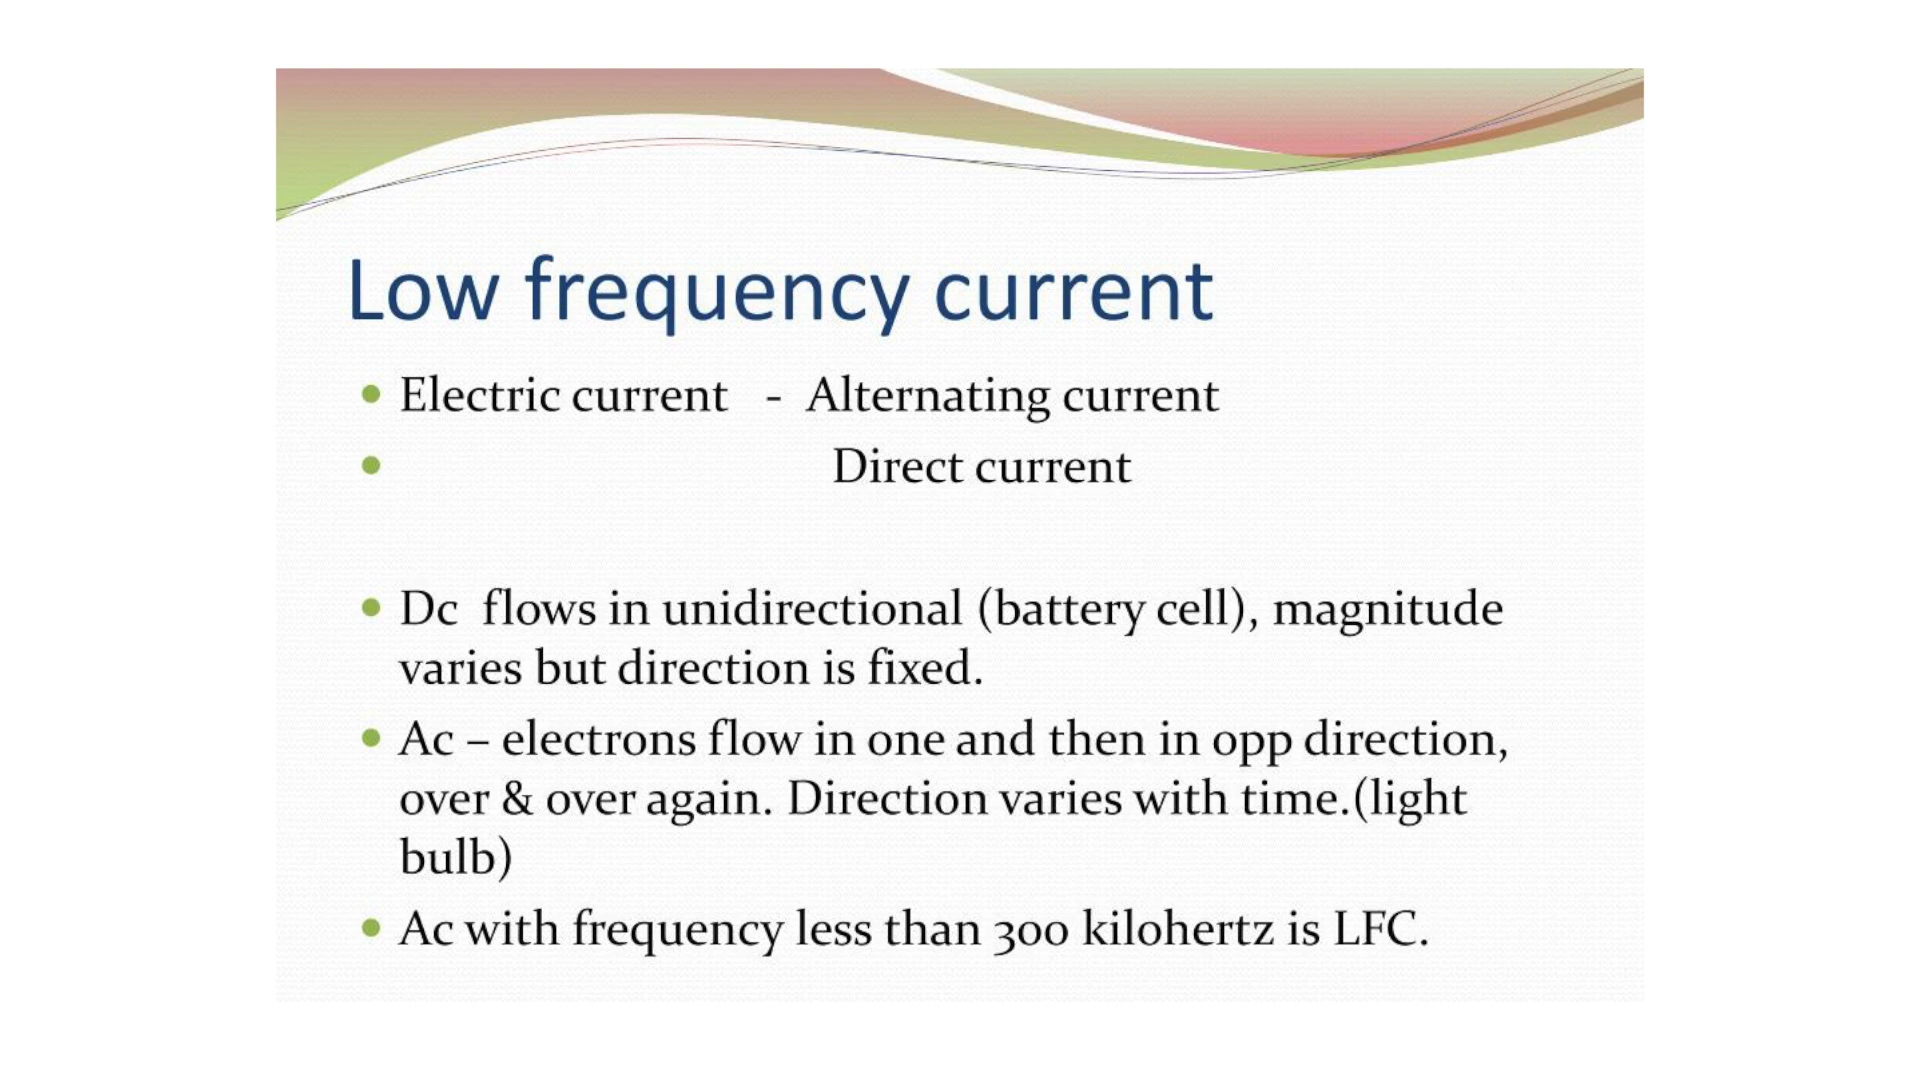 Low frequency current
• Electric current - Alternating current
• Direct current
• Dc flows in unidirectional (battery cell), magnitude
varies but direction is fixed.
• Ac – electrons flow in one and then in opp direction,
over & over again. Direction varies with time.(light
bulb)
• Ac with frequency less than 300 kilohertz is LFC.